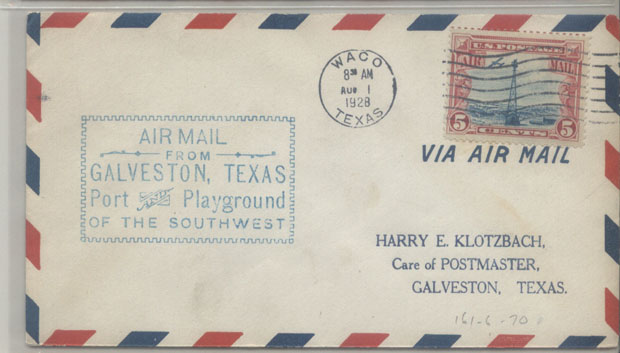 WACO
8 30 AM
AUG 1
1928
TEXAS
U.S. POSTAGE
AIR MAIL
5 CENTS 5
VIA AIR MAIL
AIR MAIL
FROM
GALVESTON, TEXAS
Port Playground
OF THE SOUTHWEST
HARRY E. KLOTZBACH,
Care of POSTMASTER,
GALVESTON, TEXAS.
161-6-70